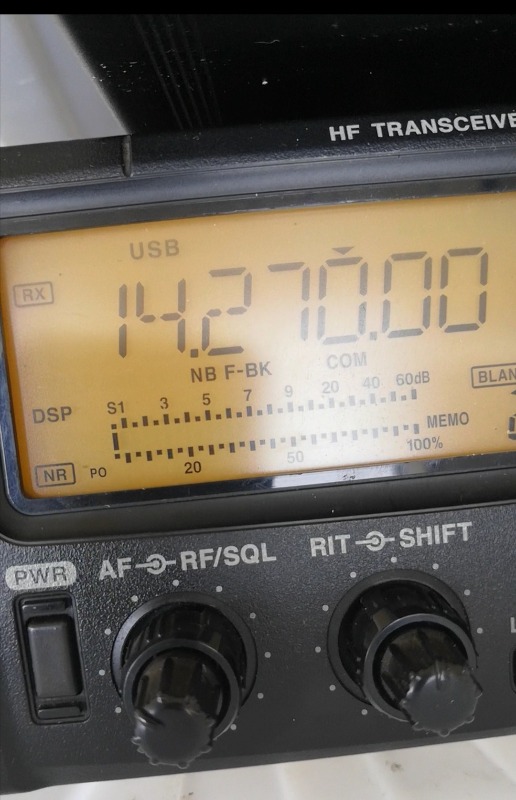 HF TRANSCEIVE
USB
RX
14.270.00
NB F-BK COM
BLAN
DSP
S1 3 5 7 9 20 40 60dB
MEMO
NR PO 20 50 100%
PWR AF RF/SQL RIT SHIFT